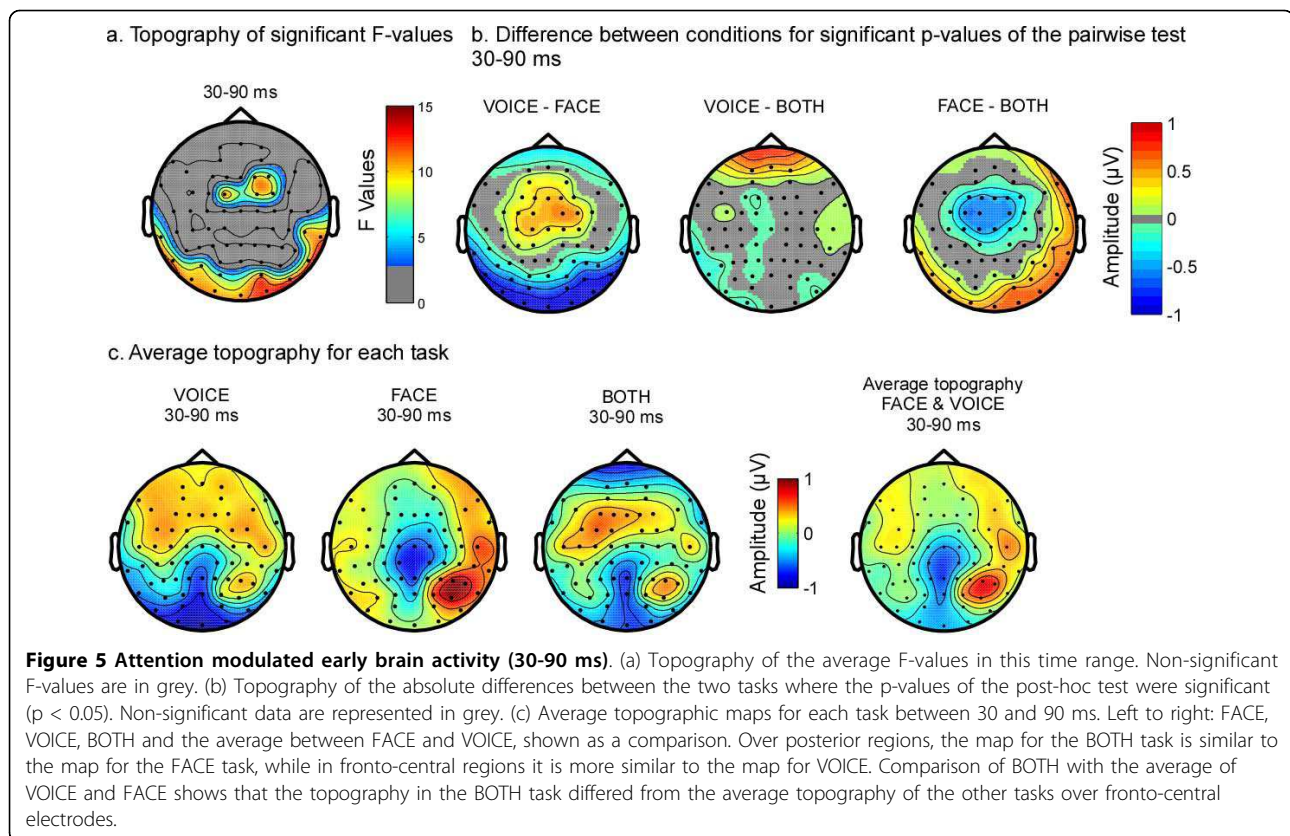 a. Topography of significant F-values
b. Difference between conditions for significant p-values of the pairwise test
30-90 ms
30-90 ms
15
10
5
0
F Values
VOICE - FACE
VOICE - BOTH
FACE - BOTH
1
0.5
0
-0.5
-1
Amplitude (µV)
c. Average topography for each task
VOICE
30-90 ms
FACE
30-90 ms
BOTH
30-90 ms
1
0
-1
Amplitude (µV)
Average topography
FACE & VOICE
30-90 ms
Figure 5 Attention modulated early brain activity (30-90 ms). (a) Topography of the average F-values in this time range. Non-significant
F-values are in grey. (b) Topography of the absolute differences between the two tasks where the p-values of the post-hoc test were significant
(p < 0.05). Non-significant data are represented in grey. (c) Average topographic maps for each task between 30 and 90 ms. Left to right: FACE,
VOICE, BOTH and the average between FACE and VOICE, shown as a comparison. Over posterior regions, the map for the BOTH task is similar to
the map for the FACE task, while in fronto-central regions it is more similar to the map for VOICE. Comparison of BOTH with the average of
VOICE and FACE shows that the topography in the BOTH task differed from the average topography of the other tasks over fronto-central
electrodes.